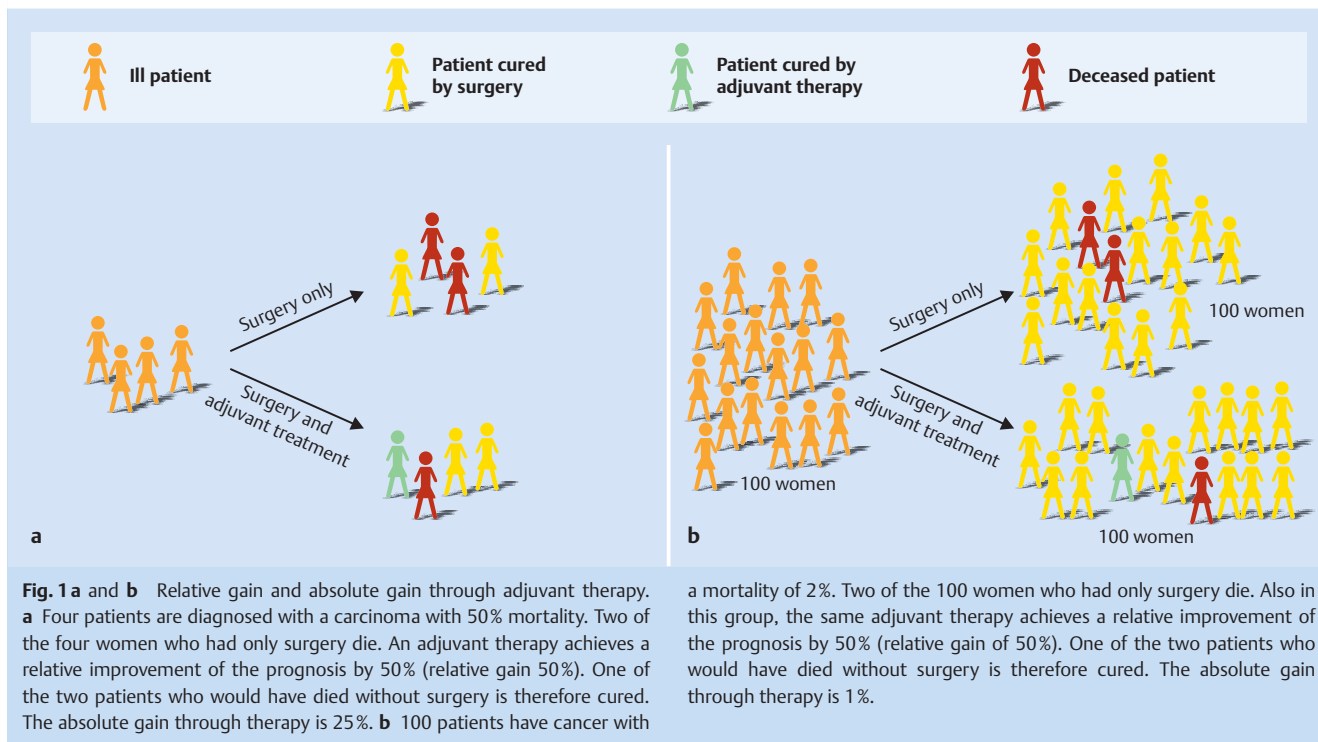 Ill patient
Patient cured
by surgery
Patient cured by
adjuvant therapy
Deceased patient
Surgery only
Surgery and
adjuvant treatment
a
100 women
Surgery only
100 women
Surgery and
adjuvant treatment
100 women
b
Fig. 1 a and b Relative gain and absolute gain through adjuvant therapy.
a Four patients are diagnosed with a carcinoma with 50% mortality. Two of
the four women who had only surgery die. An adjuvant therapy achieves a
relative improvement of the prognosis by 50% (relative gain 50%). One of
the two patients who would have died without surgery is therefore cured.
The absolute gain through therapy is 25%. b 100 patients have cancer with
a mortality of 2%. Two of the 100 women who had only surgery die. Also in
this group, the same adjuvant therapy achieves a relative improvement of
the prognosis by 50% (relative gain of 50%). One of the two patients who
would have died without surgery is therefore cured. The absolute gain
through therapy is 1%.